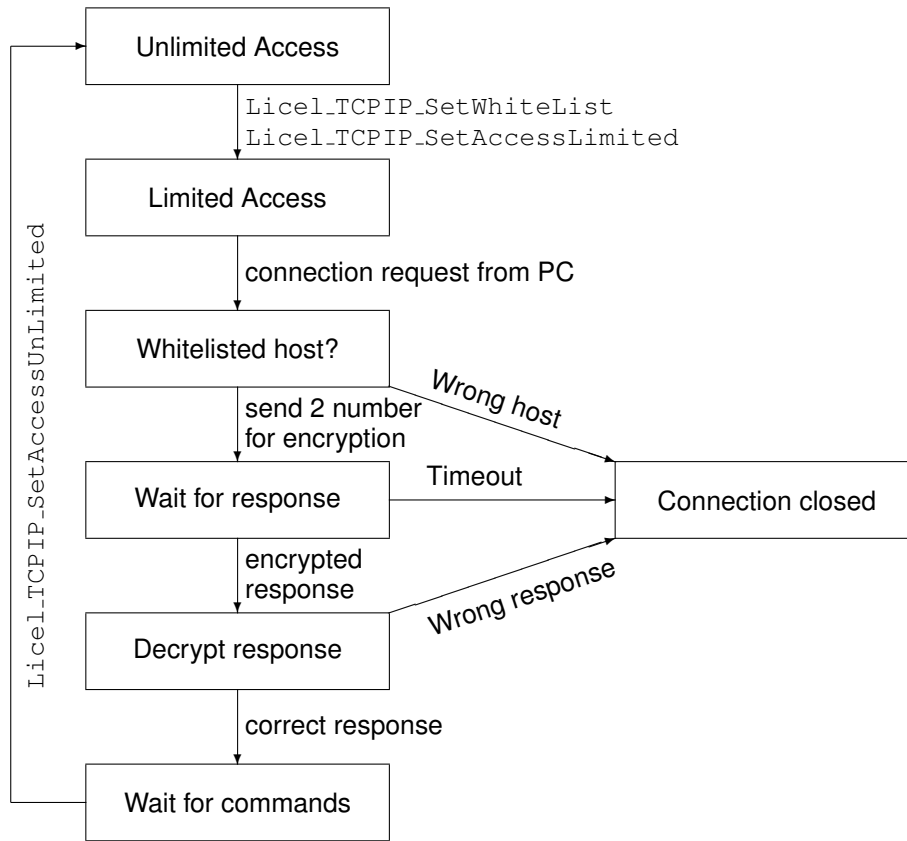 Unlimited Access
Licel_TCPIP_SetWhiteList
Licel_TCPIP_SetAccessLimited
Limited Access
connection request from PC
Whitelisted host?
Wrong host
send 2 number
for encryption
Wait for response
Timeout
Connection closed
encrypted
response
Wrong response
Decrypt response
correct response
Wait for commands
Licel_TCPIP_SetAccessUnLimited